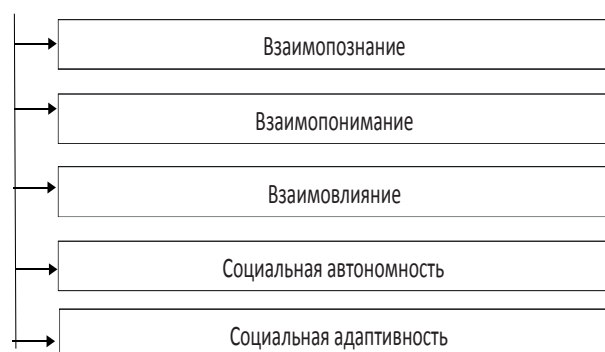 Взаимопознание
Взаимопонимание
Взаимовлияние
Социальная автономность
Социальная адаптивность